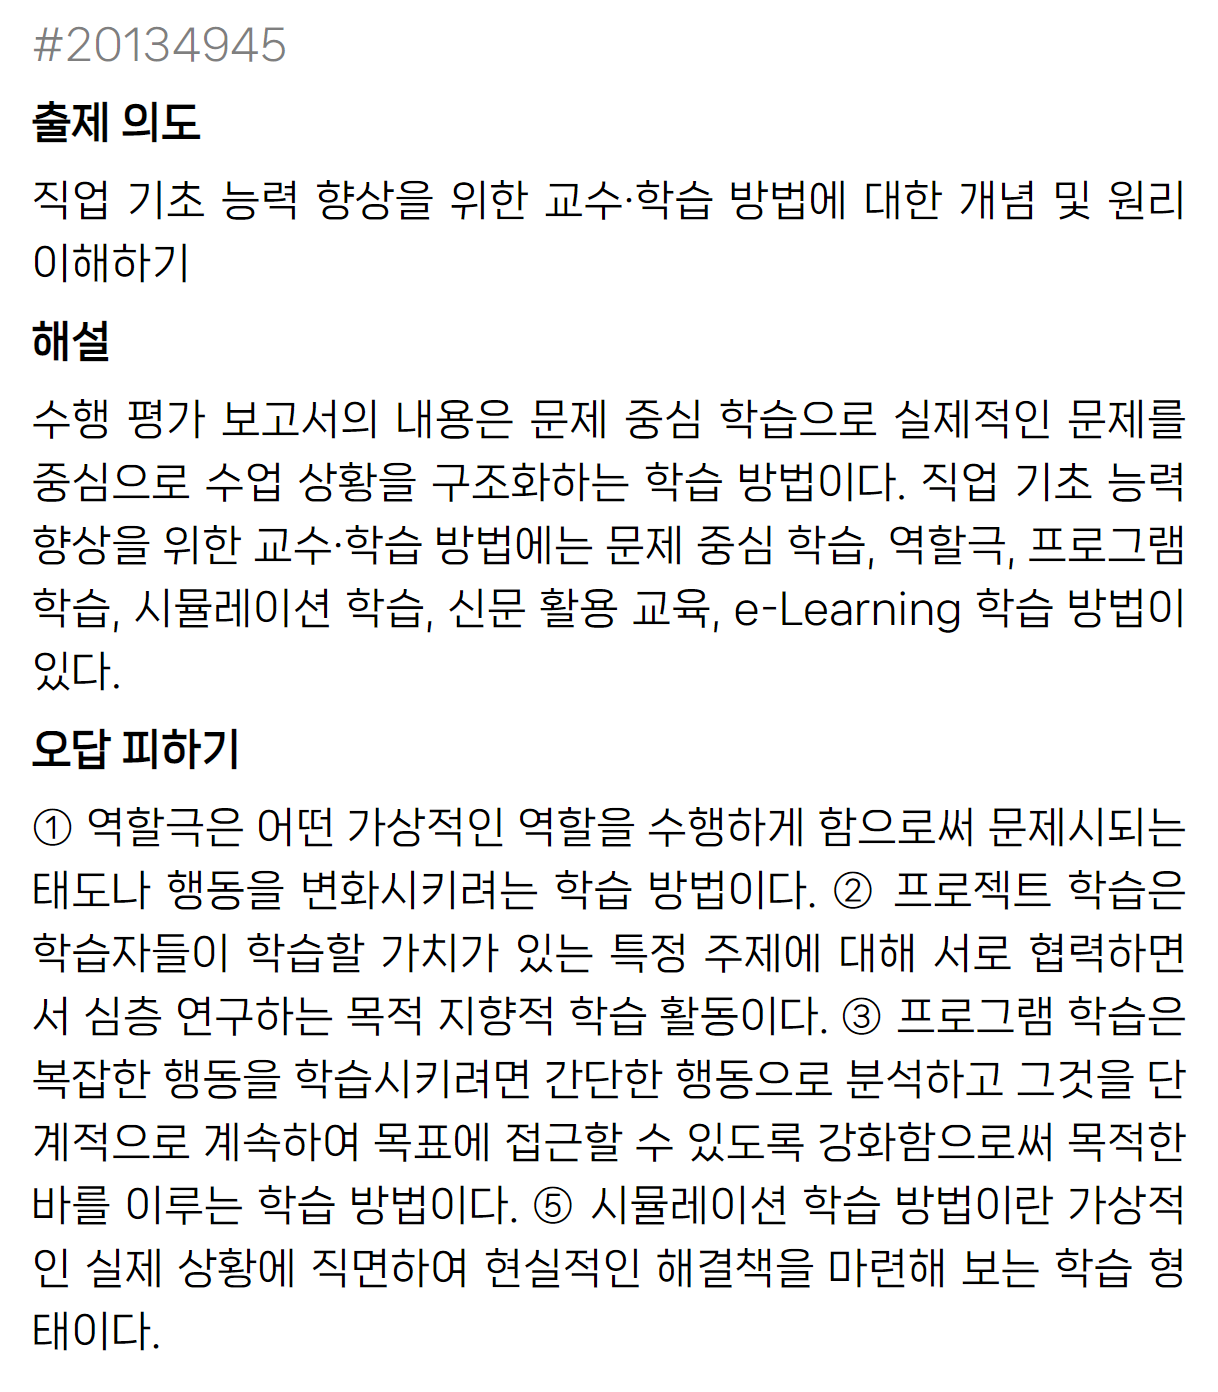 #20134945
출제 의도
직업 기초 능력 향상을 위한 교수·학습 방법에 대한 개념 및 원리
이해하기
해설
수행 평가 보고서의 내용은 문제 중심 학습으로 실제적인 문제를
중심으로 수업 상황을 구조화하는 학습 방법이다. 직업 기초 능력
향상을 위한 교수·학습 방법에는 문제 중심 학습, 역할극, 프로그램
학습, 시뮬레이션 학습, 신문 활용 교육, e-Learning 학습 방법이
있다.
오답 피하기
① 역할극은 어떤 가상적인 역할을 수행하게 함으로써 문제시되는
태도나 행동을 변화시키려는 학습 방법이다. ② 프로젝트 학습은
학습자들이 학습할 가치가 있는 특정 주제에 대해 서로 협력하면
서 심층 연구하는 목적 지향적 학습 활동이다. ③ 프로그램 학습은
복잡한 행동을 학습시키려면 간단한 행동으로 분석하고 그것을 단
계적으로 계속하여 목표에 접근할 수 있도록 강화함으로써 목적한
바를 이루는 학습 방법이다. ⑤ 시뮬레이션 학습 방법이란 가상적
인 실제 상황에 직면하여 현실적인 해결책을 마련해 보는 학습 형
태이다.